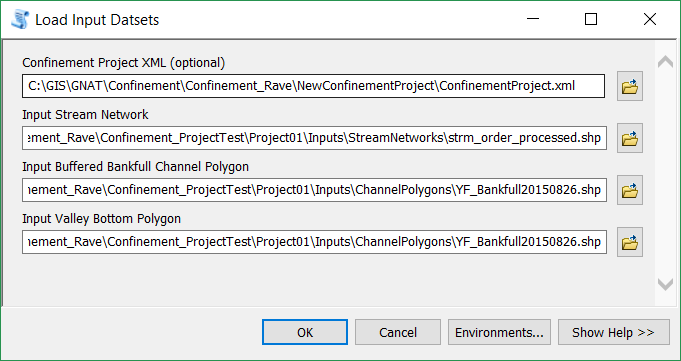 Load Input Datsets
Confinement Project XML (optional)
C:\GIS\GNAT\Confinement\Confinement_Rave\NewConfinementProject\ConfinementProject.xml
Input Stream Network
ement_Rave\Confinement_ProjectTest\Project01\Inputs\StreamNetworks\strm_order_processed.shp
Input Buffered Bankfull Channel Polygon
nement_Rave\Confinement_ProjectTest\Project01\Inputs\ChannelPolygons\YF_Bankfull20150826.shp
Input Valley Bottom Polygon
nement_Rave\Confinement_ProjectTest\Project01\Inputs\ChannelPolygons\YF_Bankfull20150826.shp
OK Cancel Environments... Show Help >>